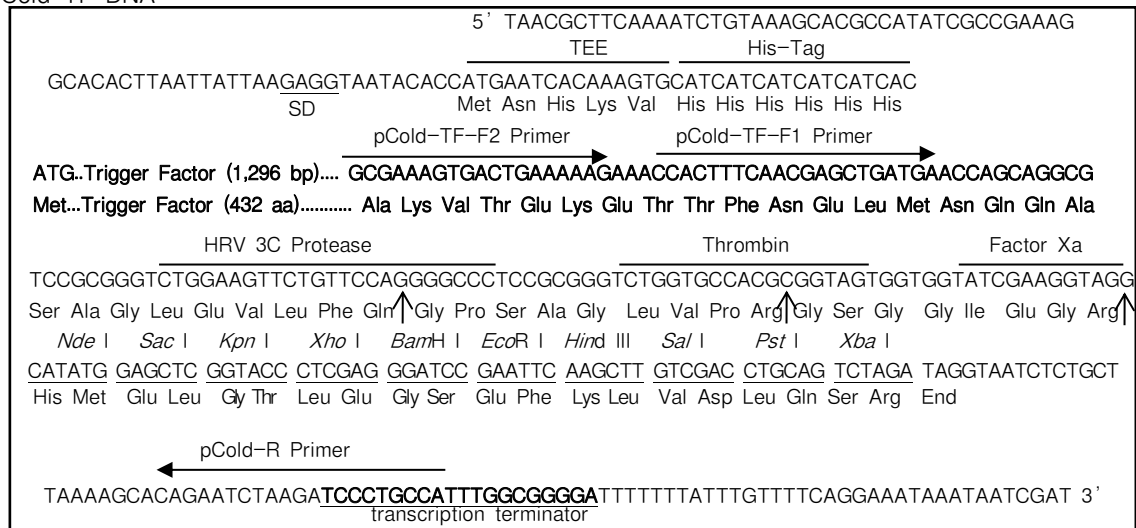 5' TAACGCTTCAAAATCTGTAAAGCACGCCATATCGCCGAAAG
TEE His-Tag
GCACACTTAATTATTAAGAGGTAATACACCATGAATCACAAAGTGCATCATCATCATCATCAC
SD Met Asn His Lys Val His His His His His His
pCold-TF-F2 Primer pCold-TF-F1 Primer
ATG..Trigger Factor (1,296 bp).... GCGAAAGTGACTGAAAAAGAAACCACTTTCAACGAGCTGATGAACCAGCAGGCG
Met...Trigger Factor (432 aa)........... Ala Lys Val Thr Glu Lys Glu Thr Thr Phe Asn Glu Leu Met Asn Gln Gln Ala
HRV 3C Protease Thrombin Factor Xa
TCCGCGGGTCTGGAAGTTCTGTTCCAGGGGCCCTCCGCGGGTCTGGTGCCACGCGGTAGTGGTGGTATCGAAGGTAGG
Ser Ala Gly Leu Glu Val Leu Phe Gln Gly Pro Ser Ala Gly Leu Val Pro Arg Gly Ser Gly Gly Ile Glu Gly Arg
Nde I Sac I Kpn I Xho I BamH I EcoR I Hind III Sal I Pst I Xba I
CATATG GAGCTC GGTACC CTCGAG GGATCC GAATTC AAGCTT GTCGAC CTGCAG TCTAGA TAGGTAATCTCTGCT
His Met Glu Leu Gly Thr Leu Glu Gly Ser Glu Phe Lys Leu Val Asp Leu Gln Ser Arg End
pCold-R Primer
TAAAAGCACAGAATCTAAGATCCCTGCCATTTGGCGGGGATTTTTTTATTTGTTTTCAGGAAATAAATAATCGAT 3'
transcription terminator